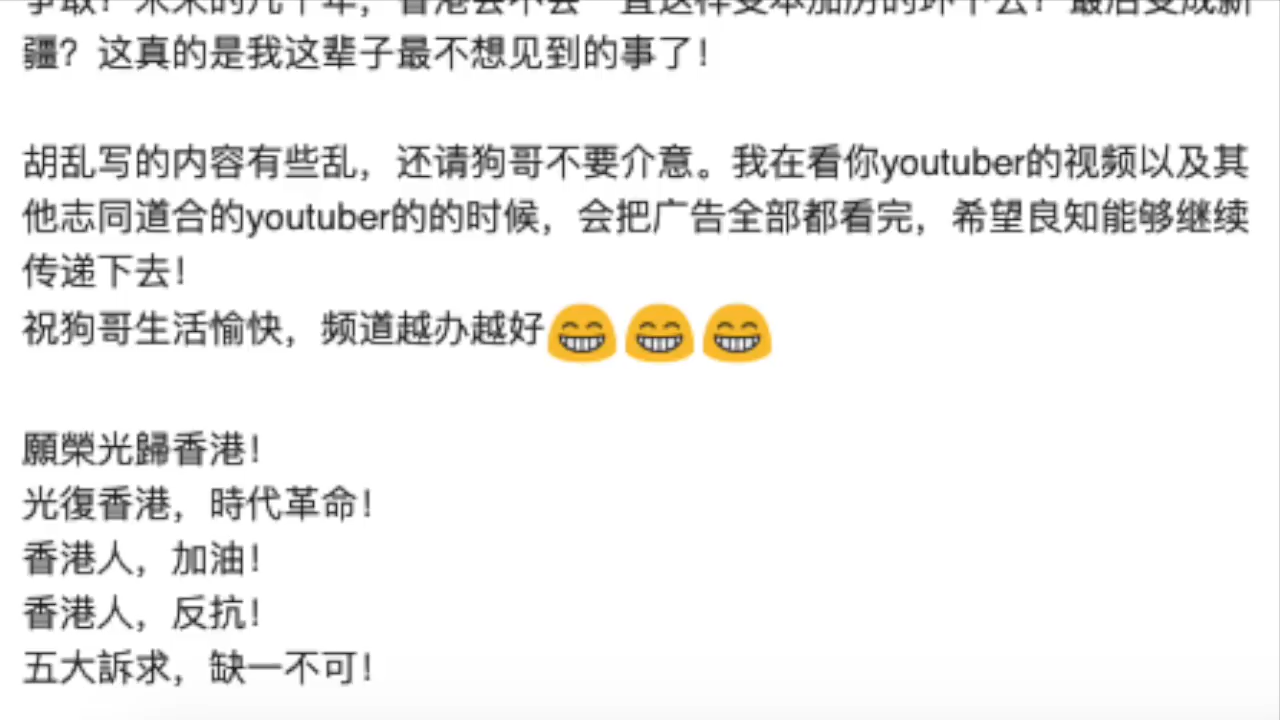 疆？这真的是我这辈子最不想见到的事了！
胡乱写的内容有些乱，还请狗哥不要介意。我在看你youtuber的视频以及其
他志同道合的youtuber的的时候，会把广告全部都看完，希望良知能够继续
传递下去！
祝狗哥生活愉快，频道越办越好😁😁😁
願榮光歸香港！
光復香港，時代革命！
香港人，加油！
香港人，反抗！
五大訴求，缺一不可！